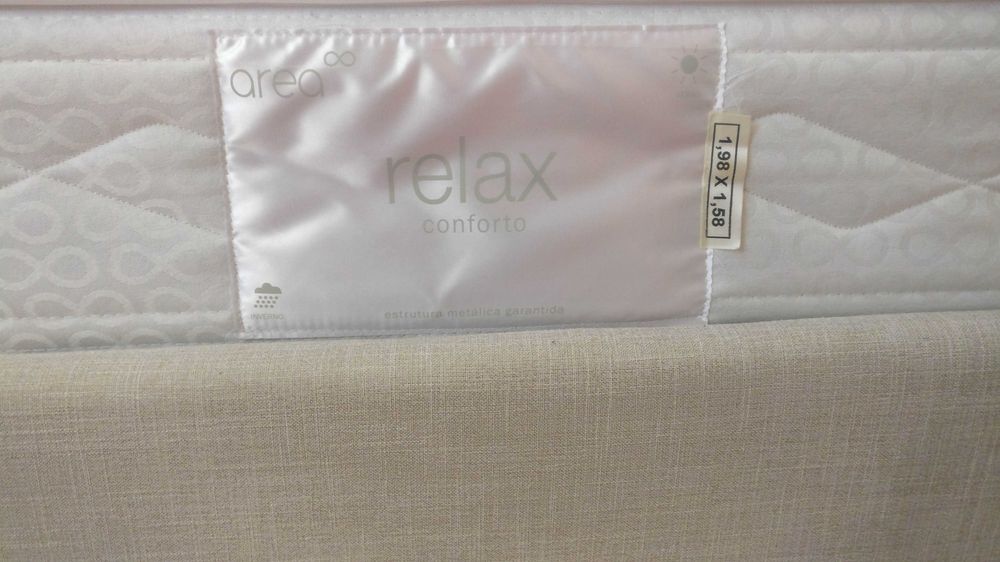 area∞
relax
conforto
1,98 X 1,58
INVERNO
estrutura metálica garantida